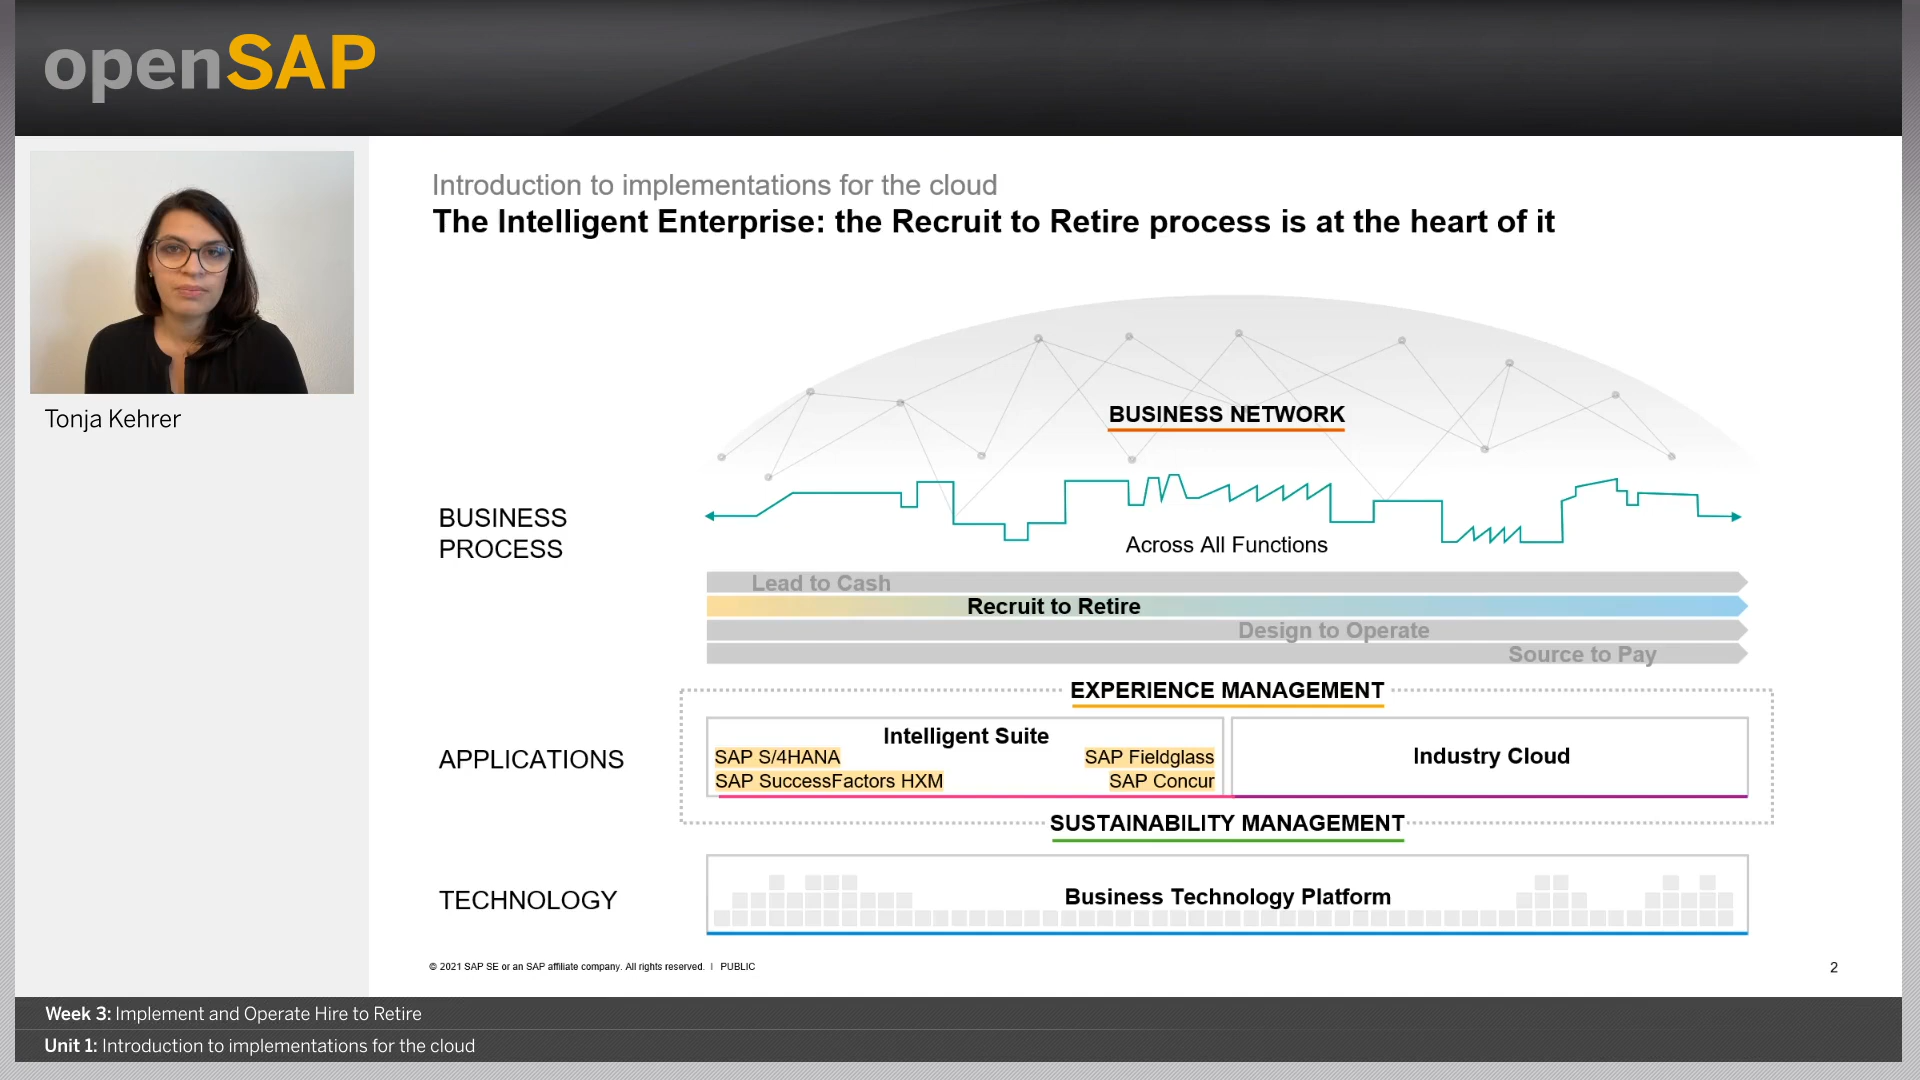 openSAP
Tonja Kehrer
Introduction to implementations for the cloud
The Intelligent Enterprise: the Recruit to Retire process is at the heart of it
BUSINESS NETWORK
BUSINESS
PROCESS
Across All Functions
Lead to Cash
Recruit to Retire
Design to Operate
Source to Pay
EXPERIENCE MANAGEMENT
APPLICATIONS
Intelligent Suite
SAP S/4HANA
SAP Fieldglass
SAP SuccessFactors HXM
SAP Concur
Industry Cloud
SUSTAINABILITY MANAGEMENT
TECHNOLOGY
Business Technology Platform
© 2021 SAP SE or an SAP affiliate company. All rights reserved. I PUBLIC
2
Week 3: Implement and Operate Hire to Retire
Unit 1: Introduction to implementations for the cloud